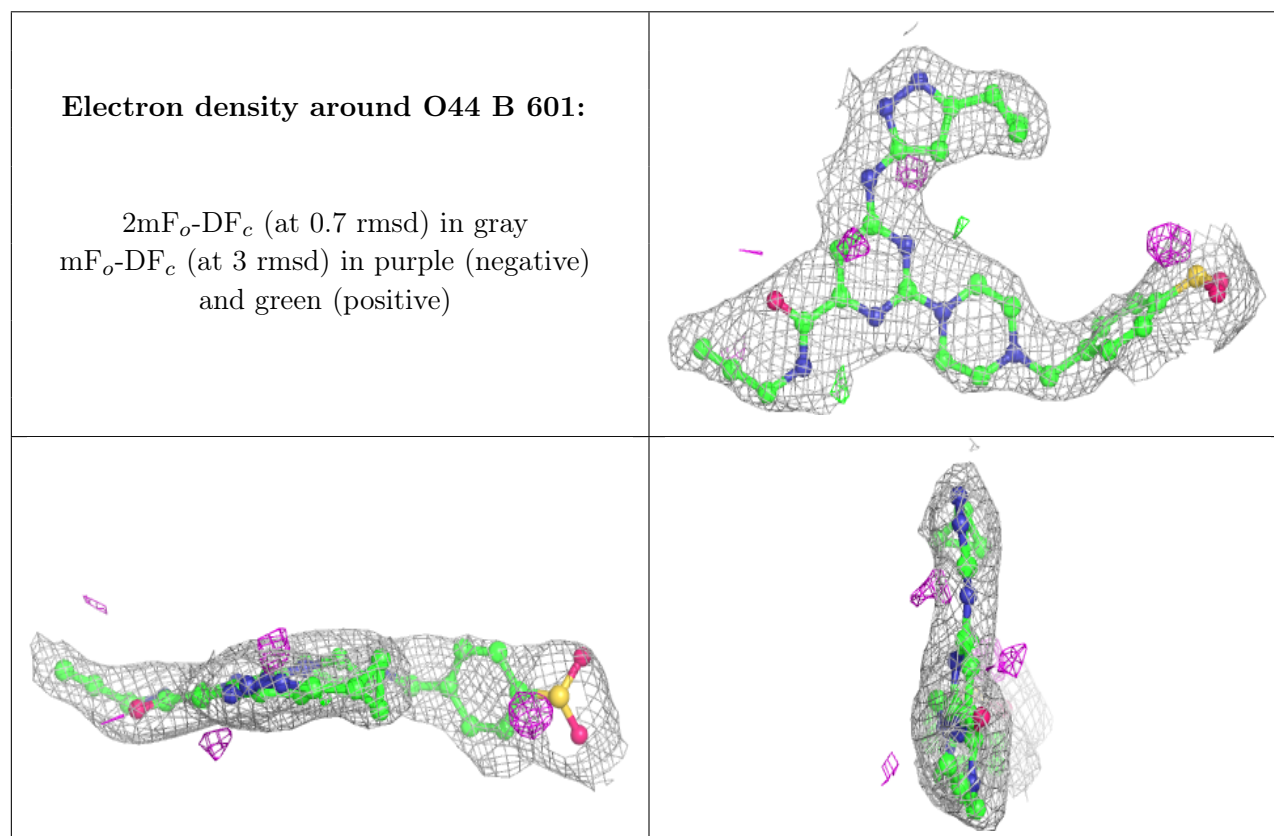 Electron density around O44 B 601:
2mFo-DFc (at 0.7 rmsd) in gray
mFo-DFc (at 3 rmsd) in purple (negative)
and green (positive)